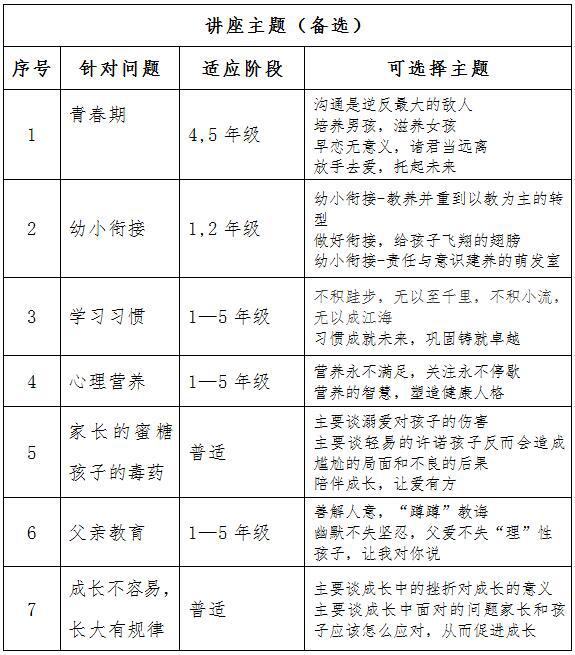 讲座主题（备选）
序号 针对问题 适应阶段 可选择主题
1 青春期 4,5 年级
沟通是逆反最大的敌人
培养男孩，滋养女孩
早恋无意义，诸君当远离
放手去爱，托起未来
2 幼小衔接 1,2 年级
幼小衔接-教养并重到以教为主的转
型
做好衔接，给孩子飞翔的翅膀
幼小衔接-责任与意识建养的萌发室
3 学习习惯 1—5 年级
不积跬步，无以至千里，不积小流，
无以成江海
习惯成就未来，巩固铸就卓越
4 心理营养 1—5 年级
营养永不满足，关注永不停歇
营养的智慧，塑造健康人格
5 家长的蜜糖
孩子的毒药
普适
主要谈溺爱对孩子的伤害
主要谈轻易的许诺孩子反而会造成
尴尬的局面和不良的后果
陪伴成长，让爱有方
6 父亲教育 1—5 年级
善解人意，“蹲蹲”教诲
幽默不失坚忍，父爱不失“理”性
孩子，让我对你说
7 成长不容易，
长大有规律
普适
主要谈成长中的挫折对成长的意义
主要谈成长中面对的问题家长和孩
子应该怎么应对，从而促进成长